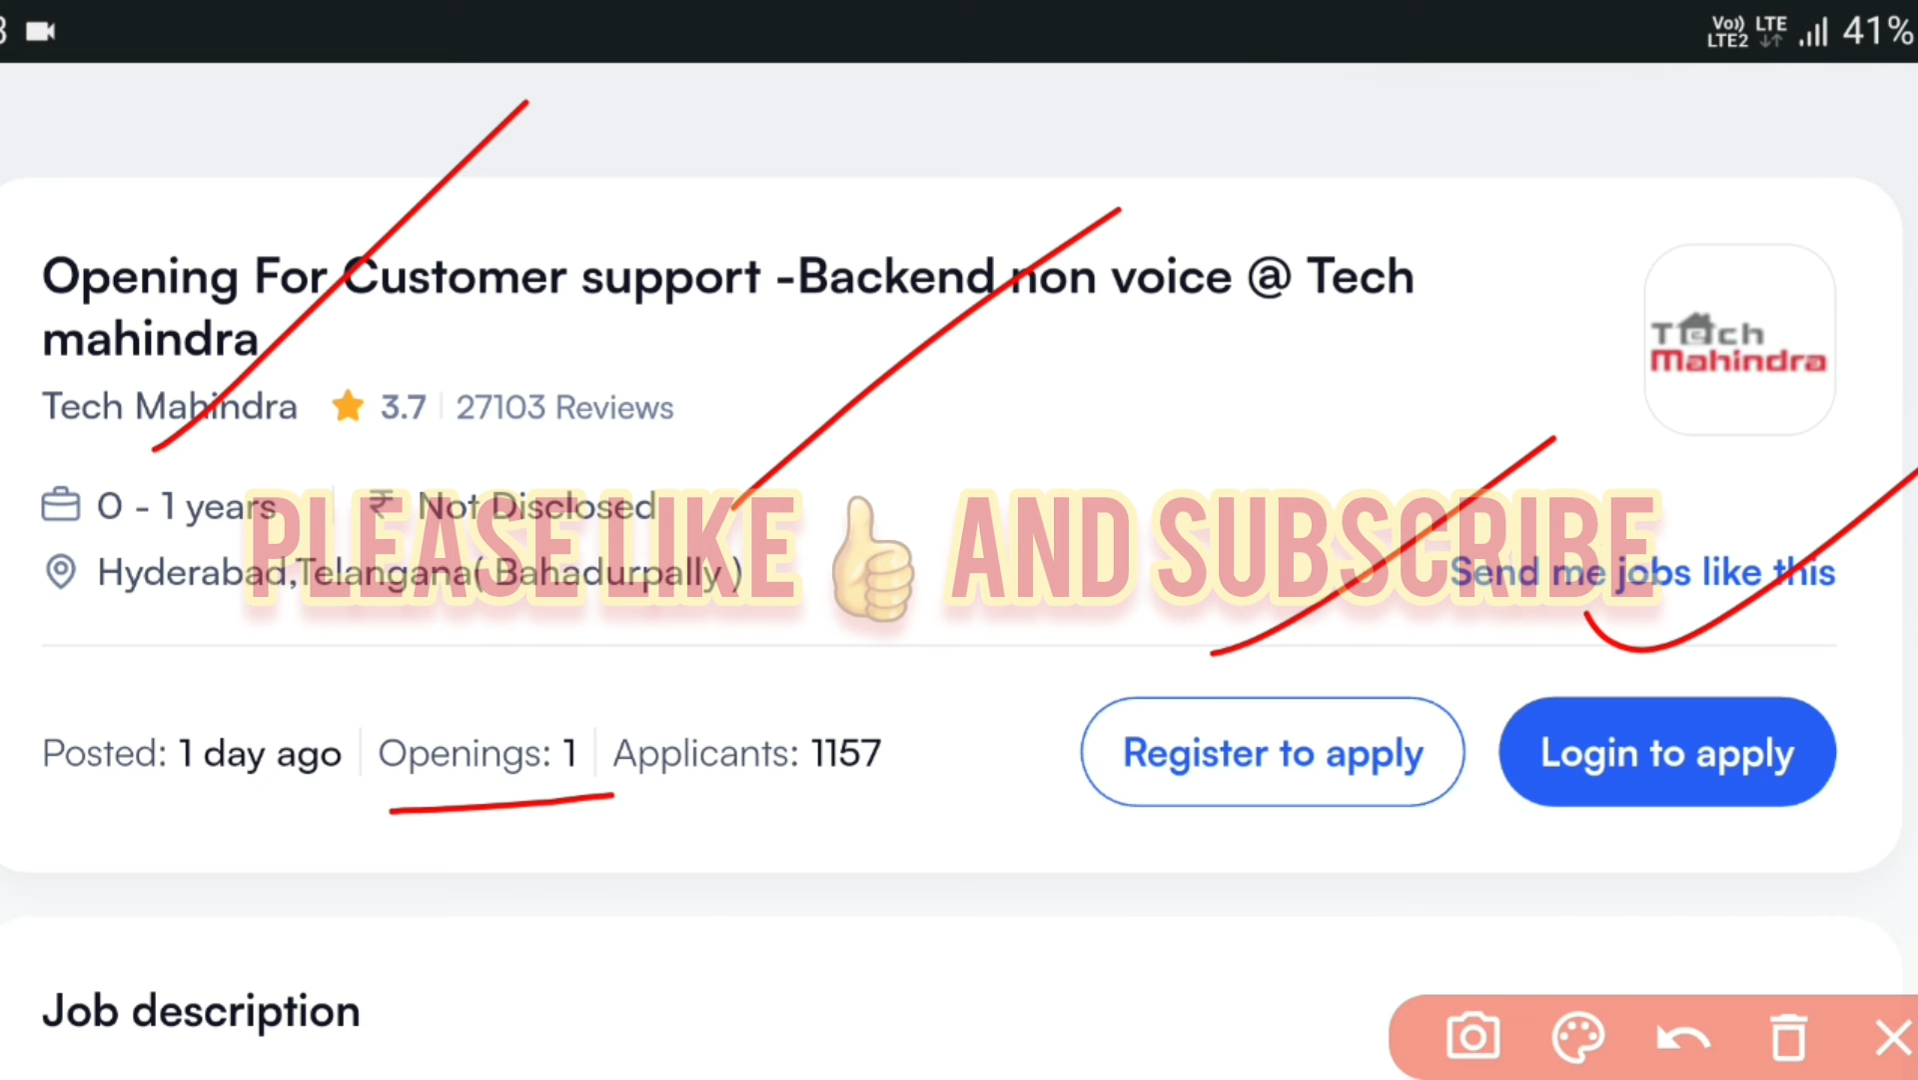 Vo)) LTE
LTE2
41%
Opening For Customer support -Backend non voice @ Tech
mahindra
Tech Mahindra 3.7 27103 Reviews
Tech
Mahindra
0 - 1 years ₹ Not Disclosed
PLEASE LIKE 👍 AND SUBSCRIBE
Hyderabad,Telangana( Bahadurpally )
Send me jobs like this
Posted: 1 day ago Openings: 1 Applicants: 1157
Register to apply
Login to apply
Job description